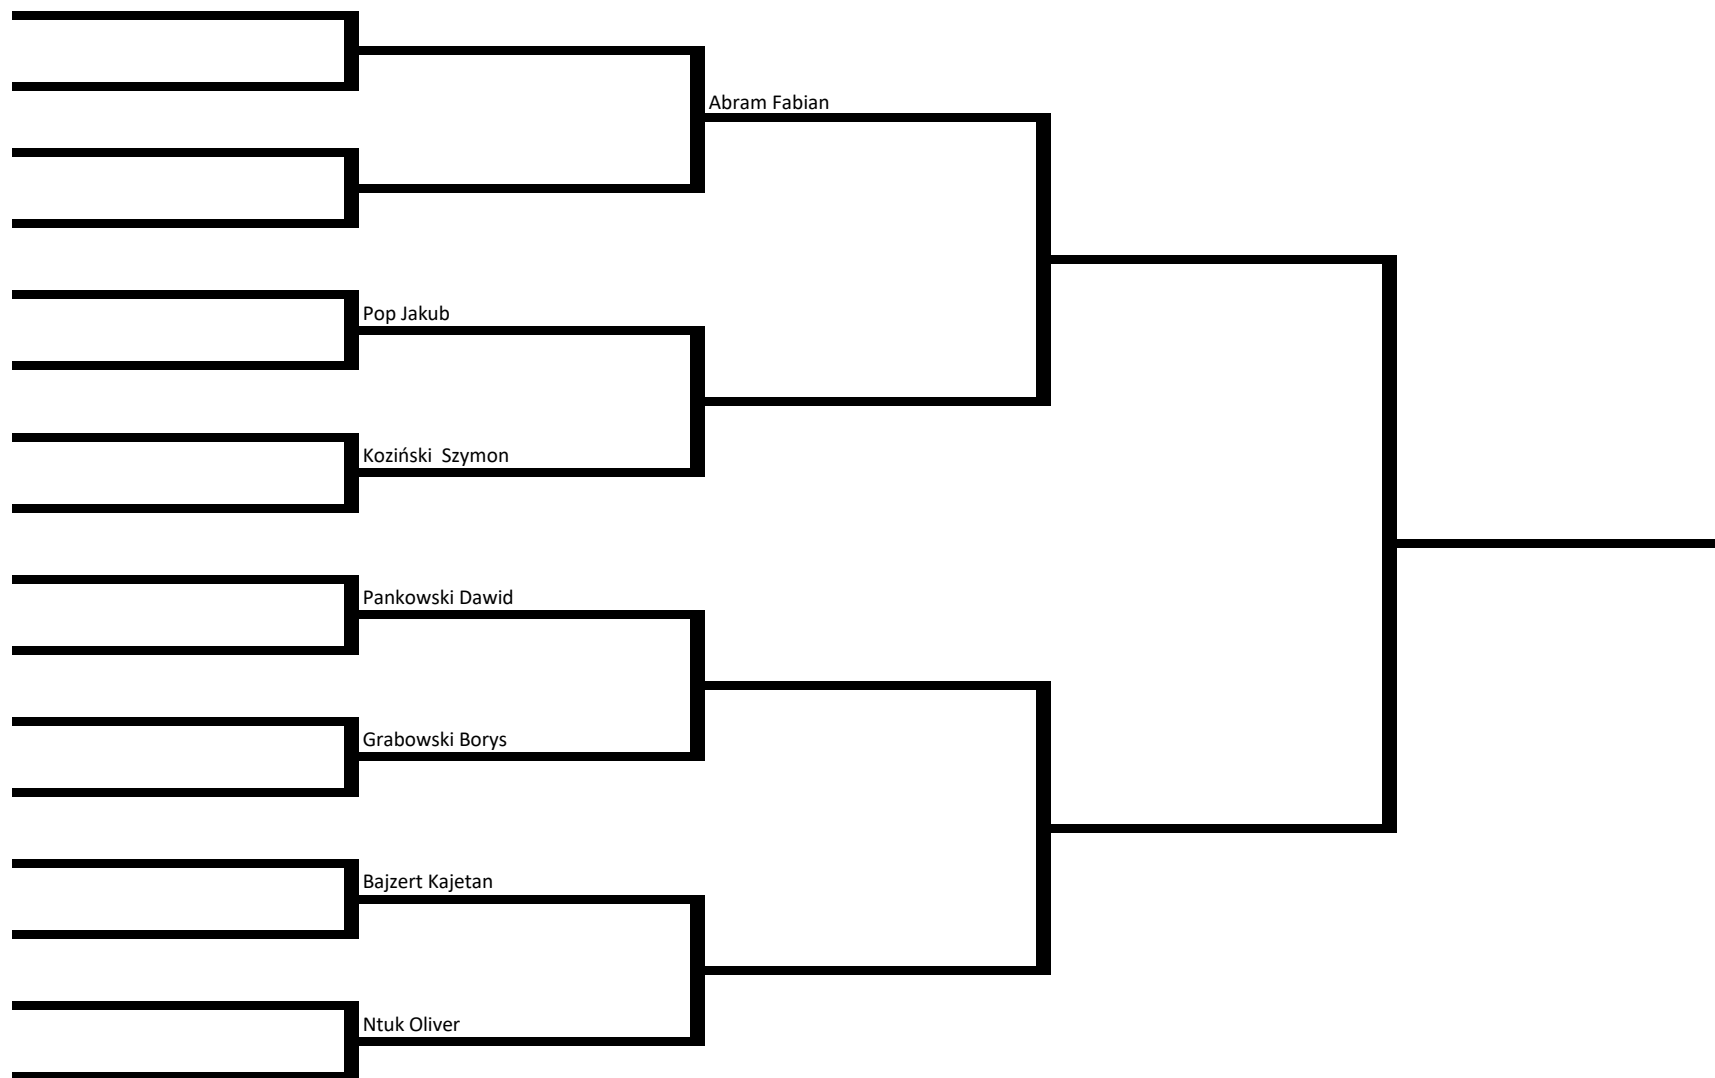 Abram Fabian
Pop Jakub
Koziński  Szymon
Pankowski Dawid
Grabowski Borys
Bajzert Kajetan
Ntuk Oliver